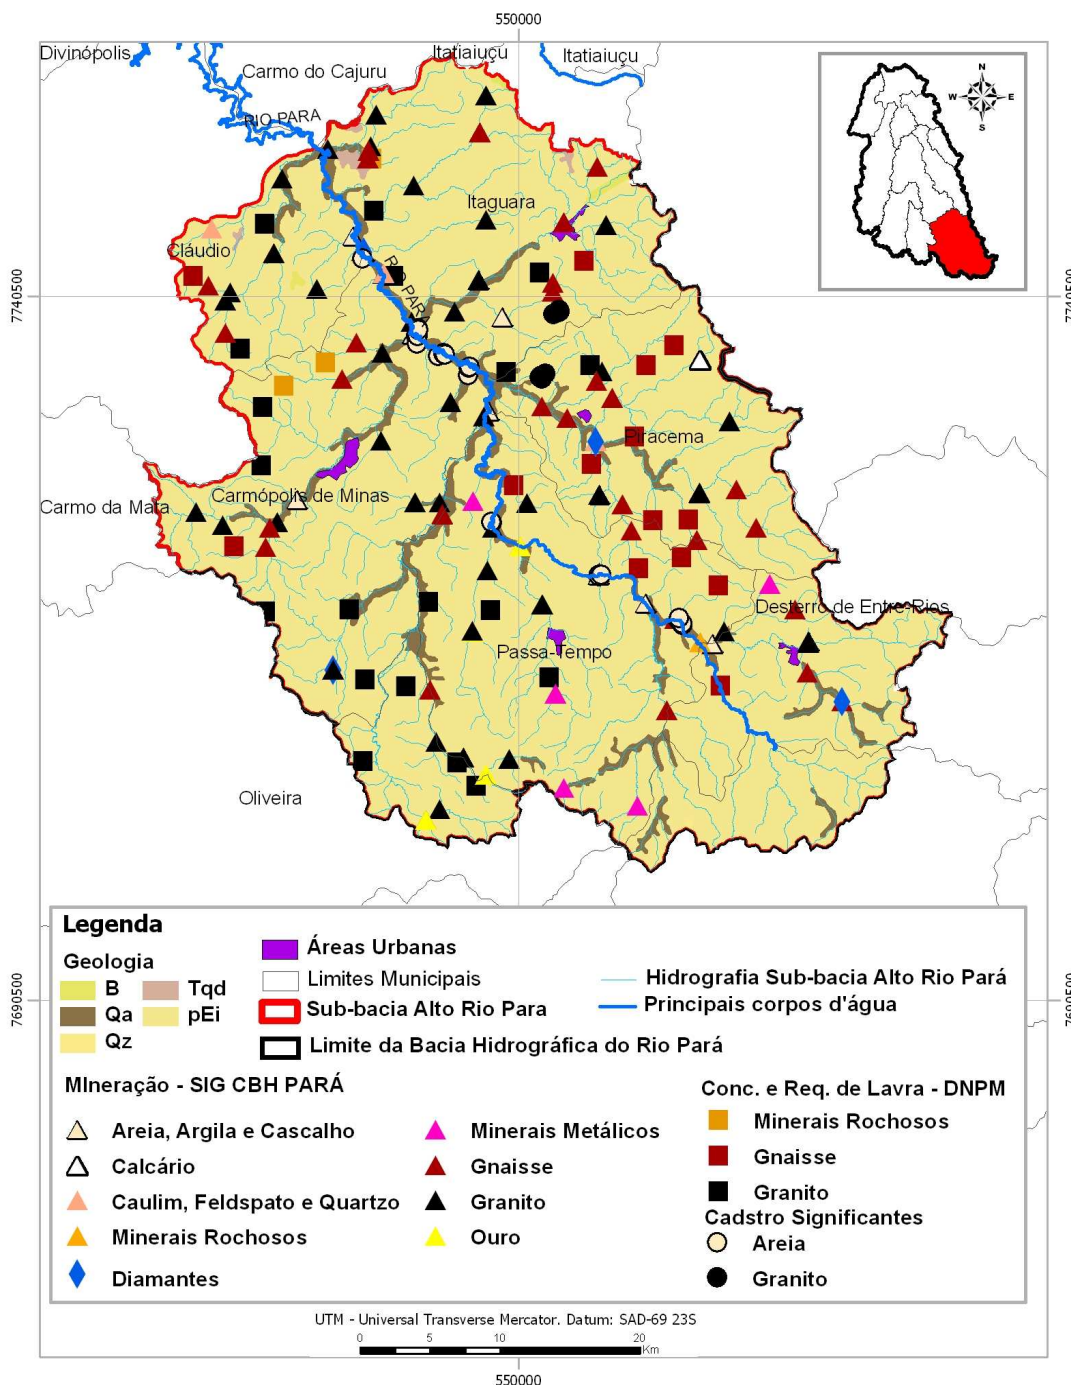 550000
Divinópolis
Itatiaiuçu
Itatiaiuçu
Carmo do Cajuru
RIO PARA
N
W
E
S
Itaguara
Cláudio
RIO PARA
7740500
7740500
Piracema
Carmo da Mata
Carmópolis de Minas
Desterro de Entre-Rios
Passa-Tempo
Oliveira
7690500
7690500
Legenda
Geologia
B
Tqd
Qa
pEi
Qz
Áreas Urbanas
Limites Municipais
Sub-bacia Alto Rio Para
Limite da Bacia Hidrográfica do Rio Pará
Hidrografia Sub-bacia Alto Rio Pará
Principais corpos d'água
MIneração - SIG CBH PARÁ
Areia, Argila e Cascalho
Calcário
Caulim, Feldspato e Quartzo
Minerais Rochosos
Diamantes
Minerais Metálicos
Gnaisse
Granito
Ouro
Conc. e Req. de Lavra - DNPM
Minerais Rochosos
Gnaisse
Granito
Cadstro Significantes
Areia
Granito
UTM - Universal Transverse Mercator. Datum: SAD-69 23S
0 5 10 20
Km
550000